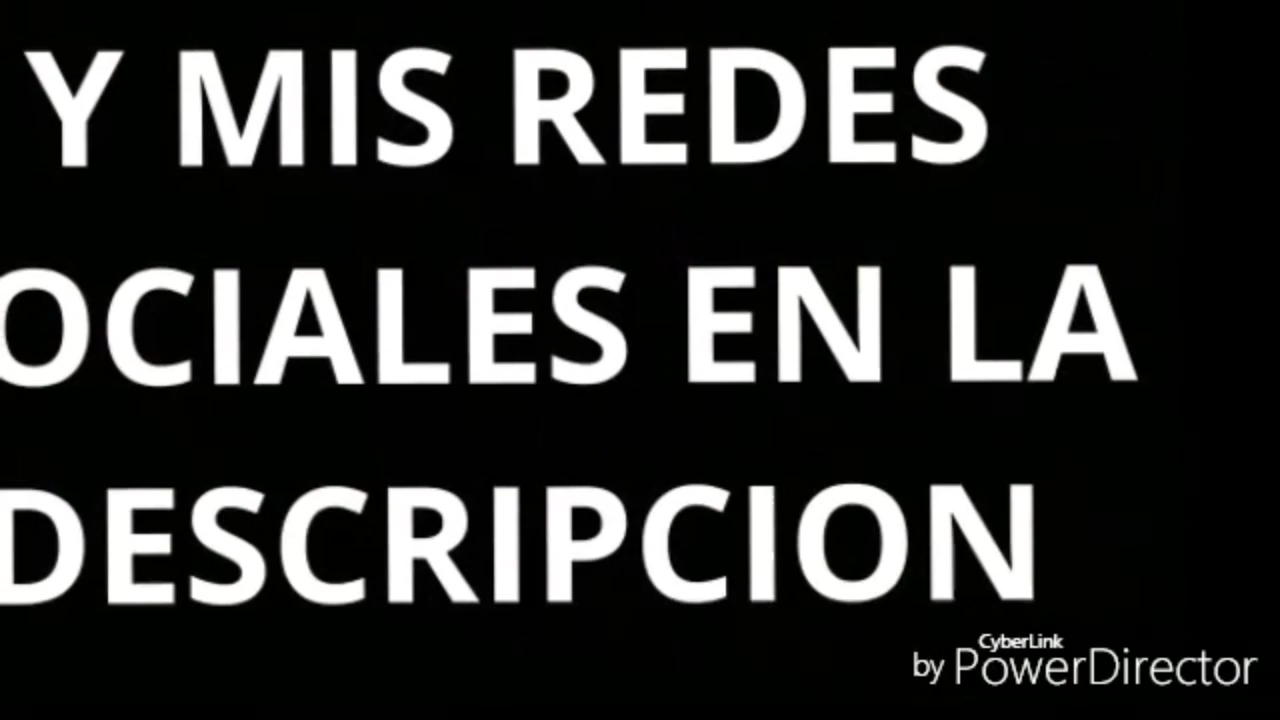 Y MIS REDES
OCIALES EN LA
DESCRIPCION
CyberLink
by PowerDirector